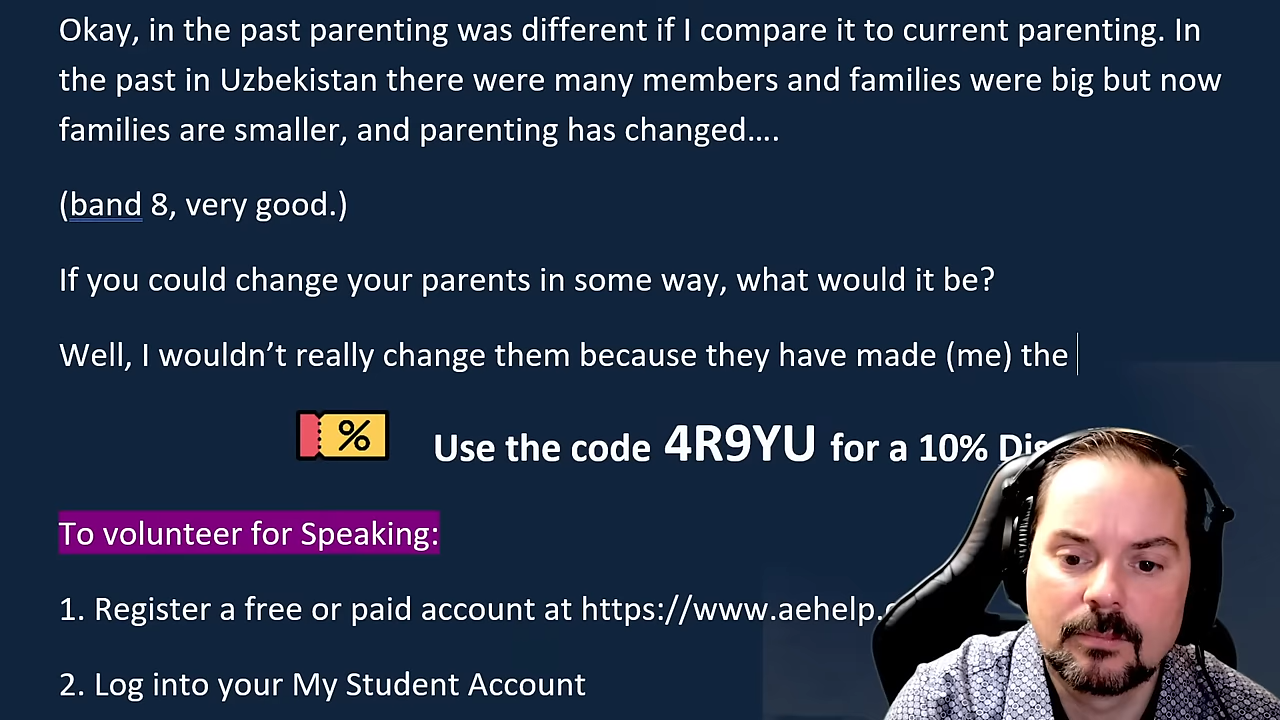 Okay, in the past parenting was different if I compare it to current parenting. In
the past in Uzbekistan there were many members and families were big but now
families are smaller, and parenting has changed….
(band 8, very good.)
If you could change your parents in some way, what would it be?
Well, I wouldn’t really change them because they have made (me) the
%
Use the code 4R9YU for a 10%
To volunteer for Speaking:
1. Register a free or paid account at https://www.aehelp.
2. Log into your My Student Account